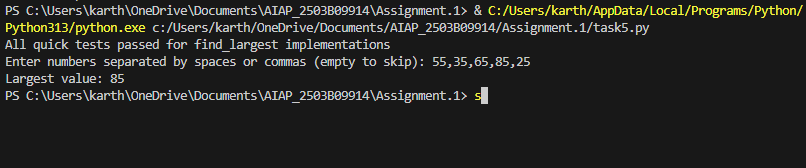 PS C:\Users\karth\OneDrive\Documents\AIAP_2503B09914\Assignment.1> & C:/Users/karth/AppData/Local/Programs/Python/
Python313/python.exe c:/Users/karth/OneDrive/Documents/AIAP_2503B09914/Assignment.1/task5.py
All quick tests passed for find_largest implementations
Enter numbers separated by spaces or commas (empty to skip): 55,35,65,85,25
Largest value: 85
PS C:\Users\karth\OneDrive\Documents\AIAP_2503B09914\Assignment.1> s